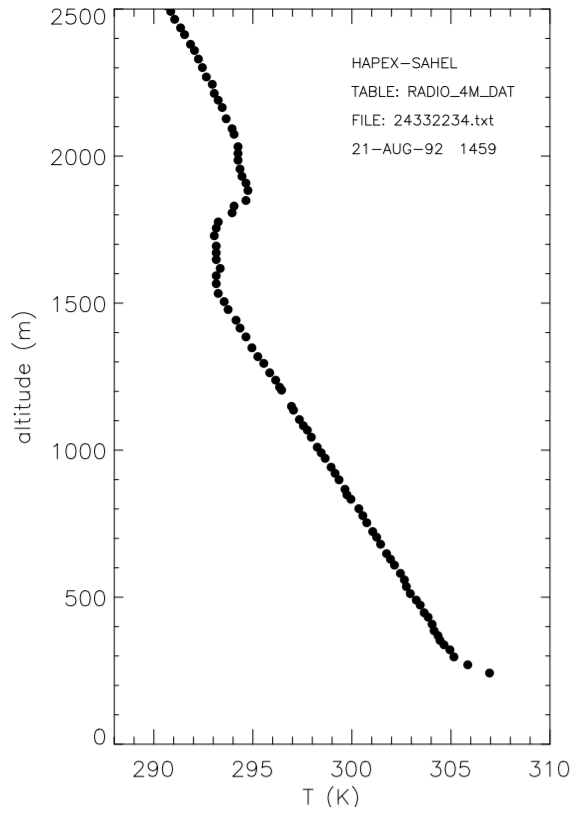 2500
HAPEX-SAHEL
TABLE: RADIO_4M_DAT
FILE: 24332234.txt
21-AUG-92 1459
2000
1500
altitude (m)
1000
500
0
290 295 300 305 310
T (K)